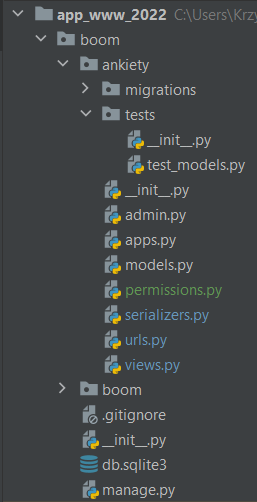 app_www_2022 C:\Users\Krzy
boom
ankiety
migrations
tests
__init__.py
test_models.py
__init__.py
admin.py
apps.py
models.py
permissions.py
serializers.py
urls.py
views.py
boom
.gitignore
__init__.py
db.sqlite3
manage.py